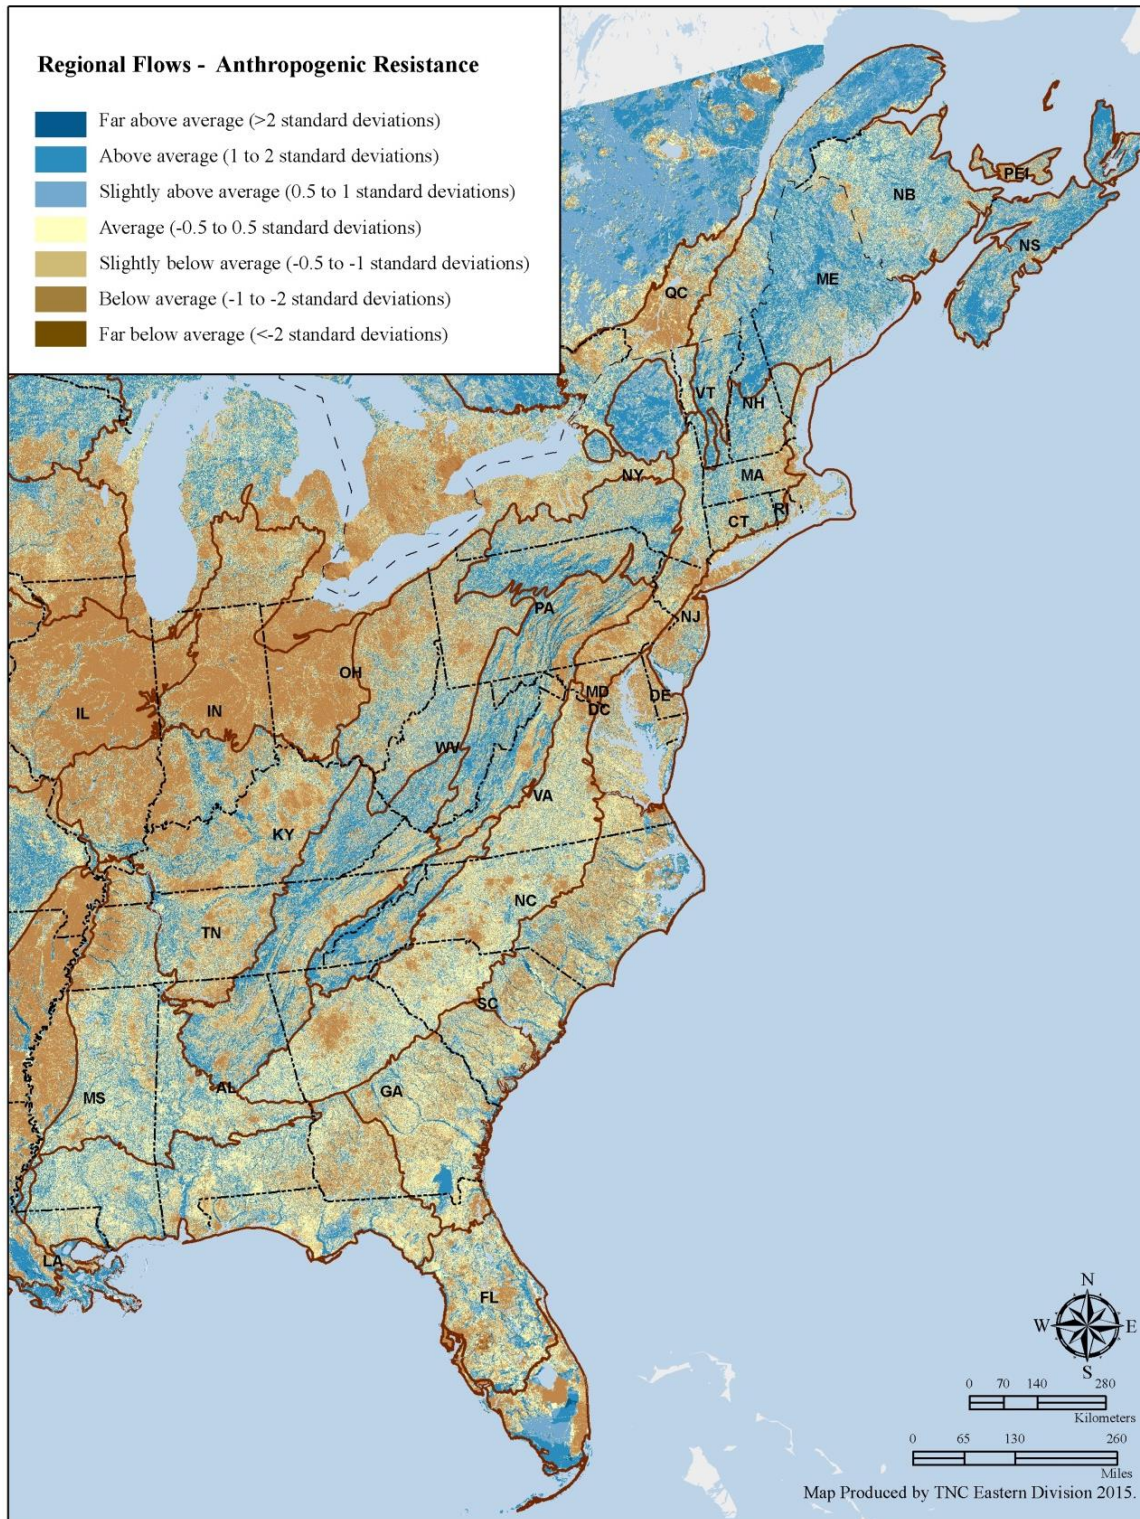 Regional Flows - Anthropogenic Resistance
Far above average (>2 standard deviations)
Above average (1 to 2 standard deviations)
Slightly above average (0.5 to 1 standard deviations)
Average (-0.5 to 0.5 standard deviations)
Slightly below average (-0.5 to -1 standard deviations)
Below average (-1 to -2 standard deviations)
Far below average (<-2 standard deviations)
PEI
NB
NS
ME
QC
VT
NH
NY
MA
RI
CT
PA
NJ
OH
MD
DE
DC
IL
IN
WV
VA
KY
NC
TN
SC
MS
AL
GA
LA
FL
N
W
E
S
0 70 140 280
Kilometers
0 65 130 260
Miles
Map Produced by TNC Eastern Division 2015.